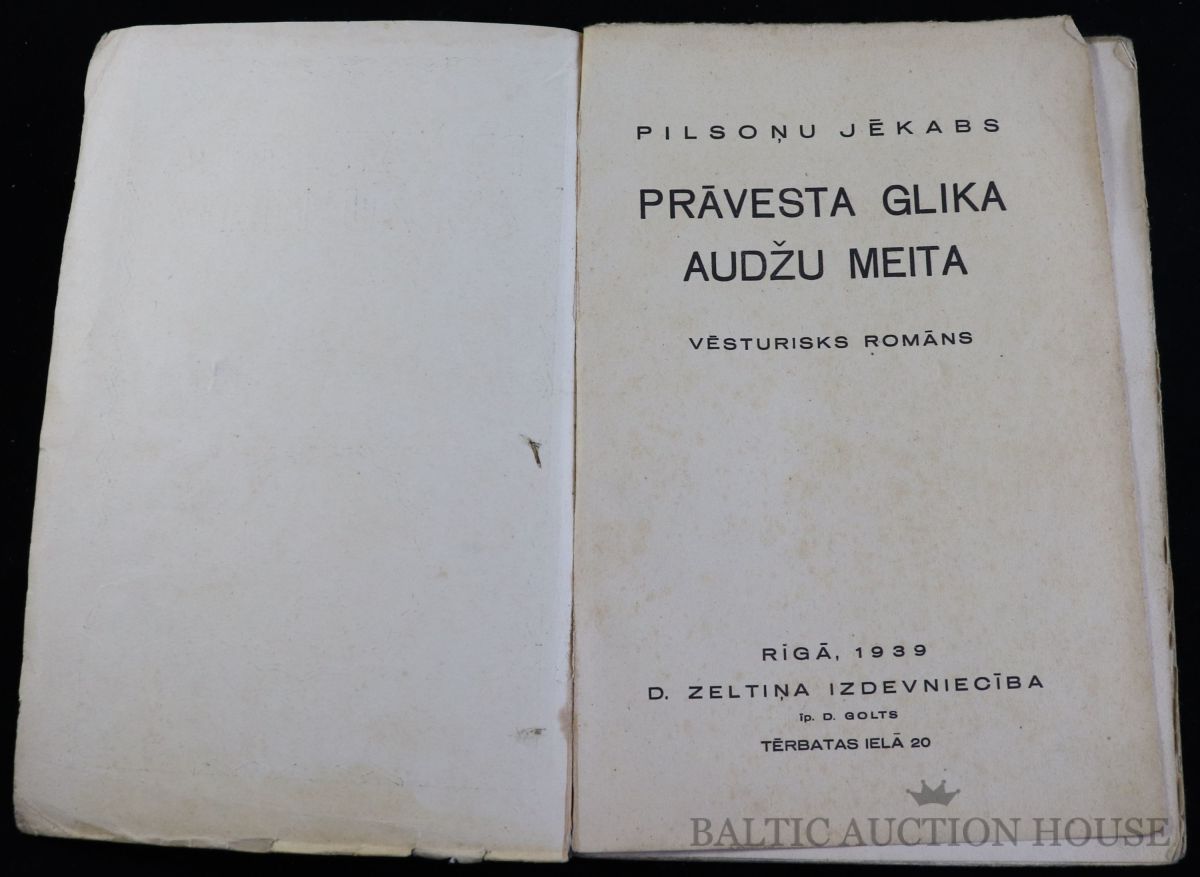 PILSOŅU JĒKABS
PRĀVESTA GLIKA
AUDŽU MEITA
VĒSTURISKS ŖOMĀNS
RĪGĀ, 1939
D. ZELTIŅA IZDEVNIECĪBA
īp. D. GOLTS
TĒRBATAS IELĀ 20
BALTIC AUCTION HOUSE